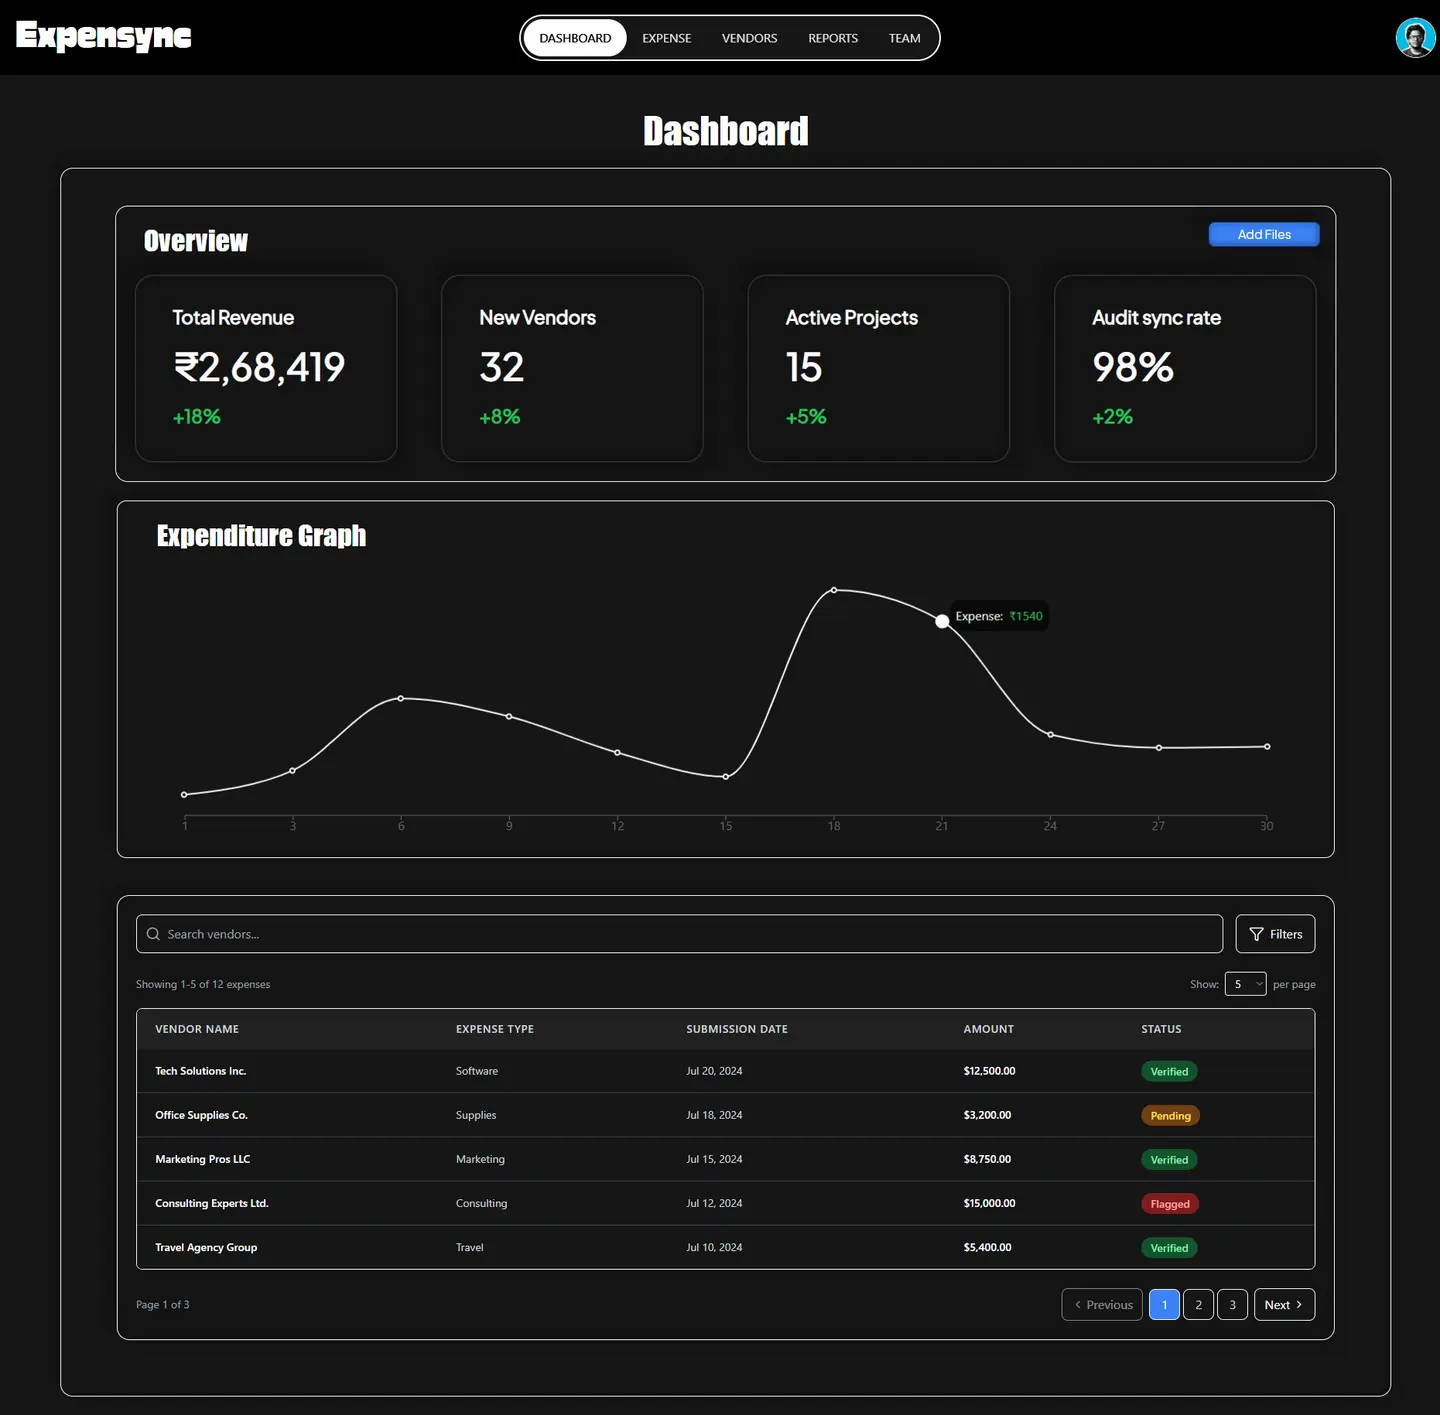 Expensync
DASHBOARD EXPENSE VENDORS REPORTS TEAM
Dashboard
Overview
Add Files
Total Revenue
₹2,68,419
+18%
New Vendors
32
+8%
Active Projects
15
+5%
Audit sync rate
98%
+2%
Expenditure Graph
Expense: ₹1540
1 3 6 9 12 15 18 21 24 27 30
Search vendors...
Filters
Showing 1-5 of 12 expenses
Show: 5 per page
VENDOR NAME EXPENSE TYPE SUBMISSION DATE AMOUNT STATUS
Tech Solutions Inc. Software Jul 20, 2024 $12,500.00 Verified
Office Supplies Co. Supplies Jul 18, 2024 $3,200.00 Pending
Marketing Pros LLC Marketing Jul 15, 2024 $8,750.00 Verified
Consulting Experts Ltd. Consulting Jul 12, 2024 $15,000.00 Flagged
Travel Agency Group Travel Jul 10, 2024 $5,400.00 Verified
Page 1 of 3
Previous 1 2 3 Next